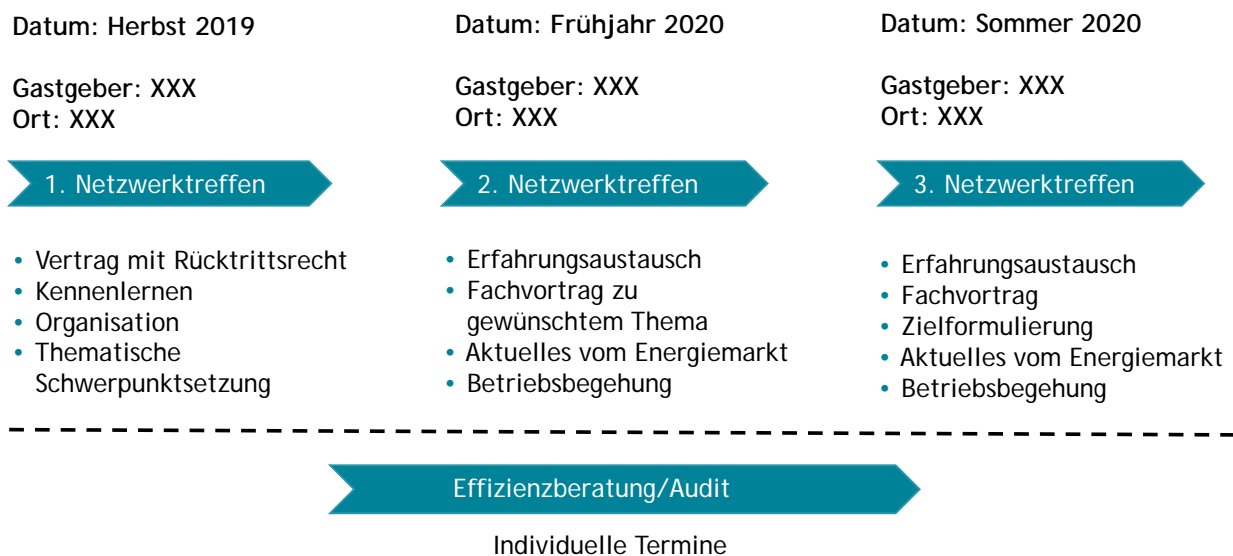 Datum: Herbst 2019
Gastgeber: XXX
Ort: XXX
1. Netzwerktreffen
• Vertrag mit Rücktrittsrecht
• Kennenlernen
• Organisation
• Thematische
Schwerpunktsetzung
Datum: Frühjahr 2020
Gastgeber: XXX
Ort: XXX
2. Netzwerktreffen
• Erfahrungsaustausch
• Fachvortrag zu
gewünschtem Thema
• Aktuelles vom Energiemarkt
• Betriebsbegehung
Datum: Sommer 2020
Gastgeber: XXX
Ort: XXX
3. Netzwerktreffen
• Erfahrungsaustausch
• Fachvortrag
• Zielformulierung
• Aktuelles vom Energiemarkt
• Betriebsbegehung
Effizienzberatung/Audit
Individuelle Termine